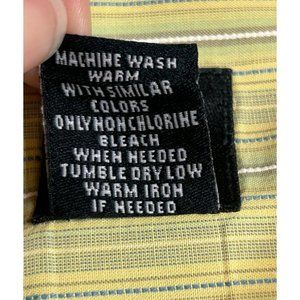 MACHINE WASH
WARM
WITH SIMILAR
COLORS
ONLY NONCHLORINE
BLEACH
WHEN NEEDED
TUMBLE DRY LOW
WARM IRON
IF NEEDED